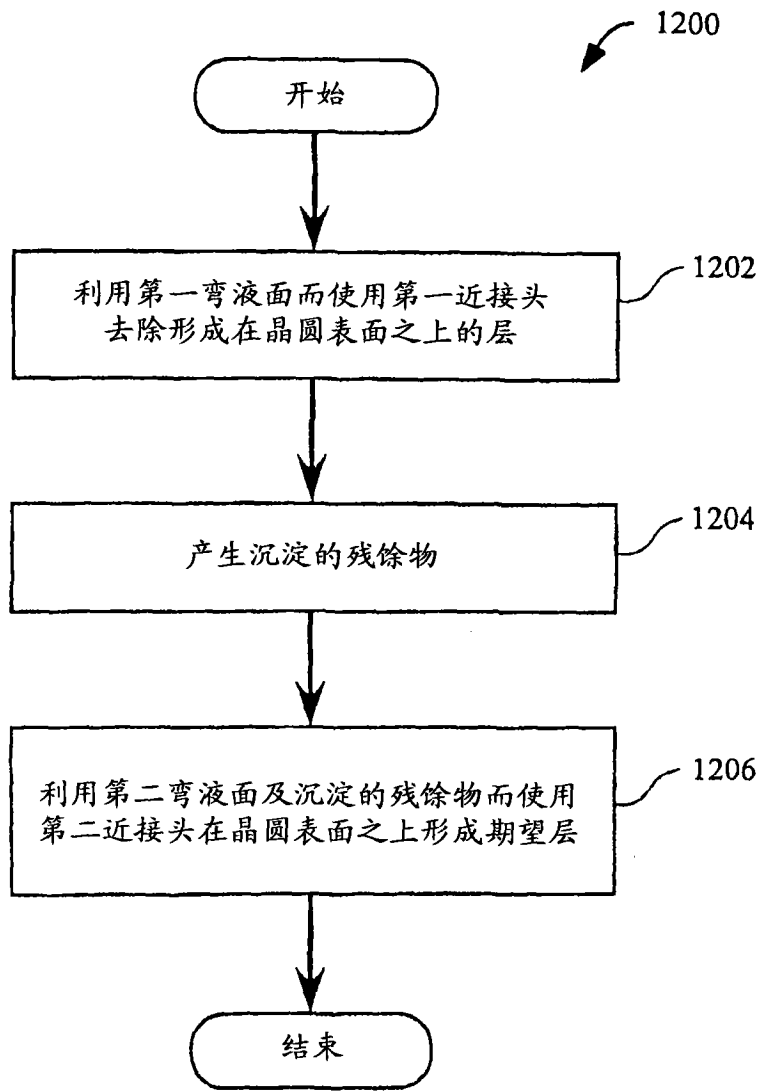 1200
开始
利用第一弯液面而使用第一近接头
去除形成在晶圆表面之上的层
1202
产生沉淀的残馀物
1204
利用第二弯液面及沉淀的残馀物而使用
第二近接头在晶圆表面之上形成期望层
1206
结束